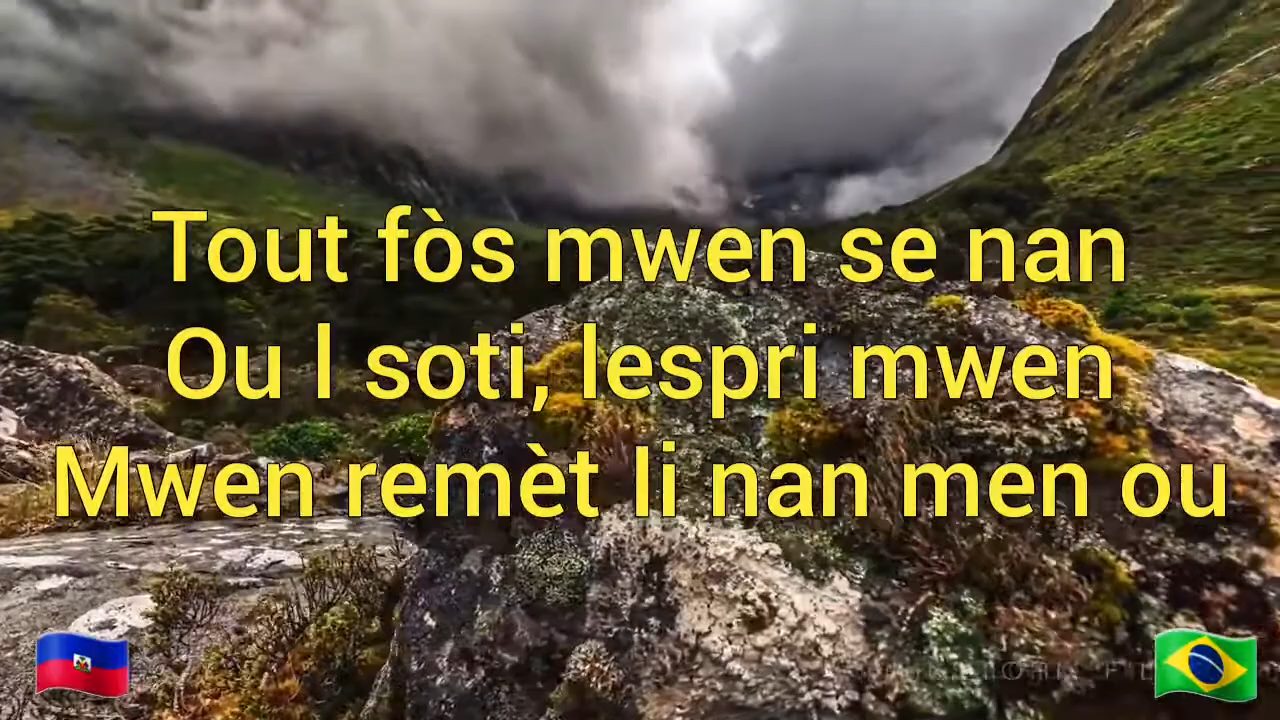 Tout fòs mwen se nan
Ou l soti, lespri mwen
Mwen remèt li nan men ou